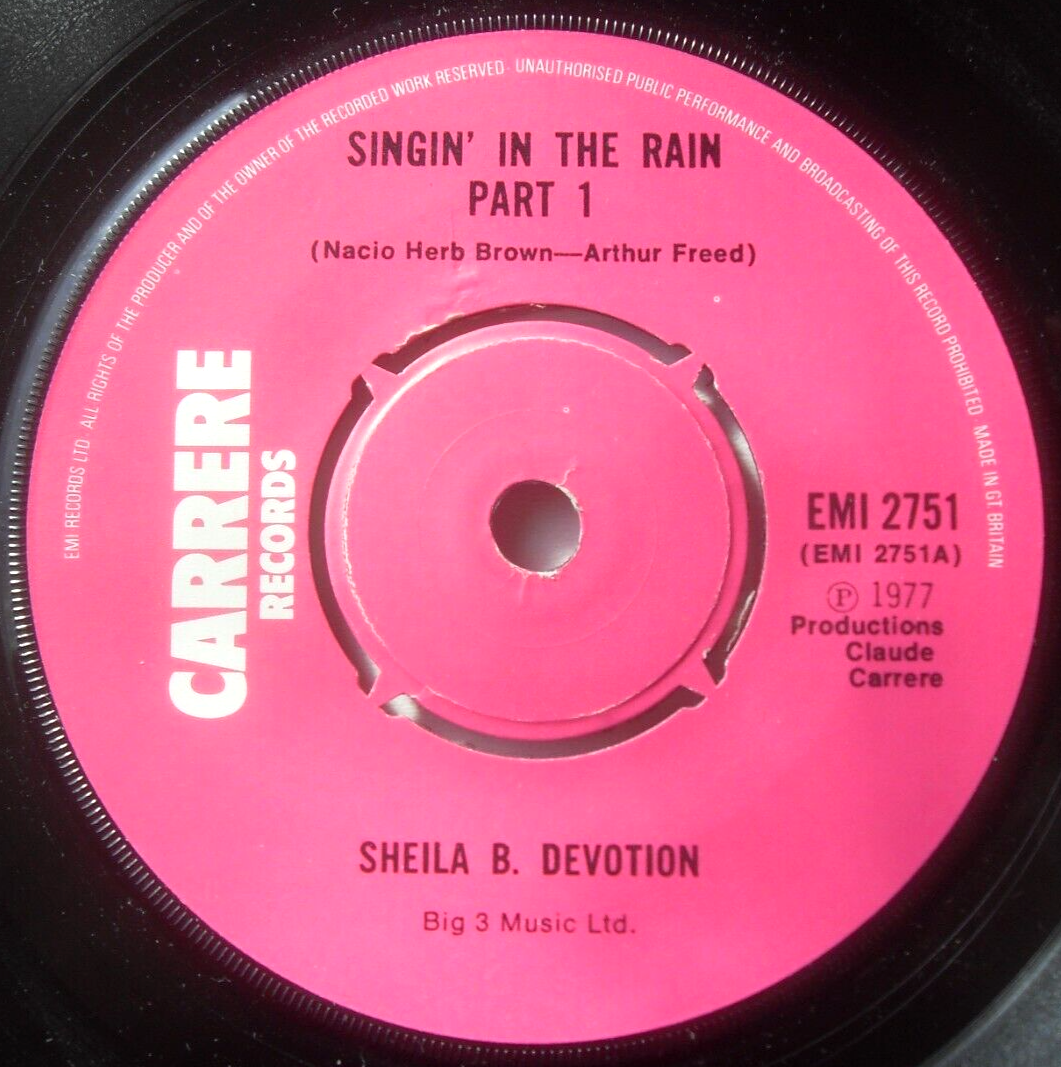 EMI RECORDS LTD · ALL RIGHTS OF THE PRODUCER AND OF THE OWNER OF THE RECORDED WORK RESERVED · UNAUTHORISED PUBLIC PERFORMANCE AND BROADCASTING OF THIS RECORD PROHIBITED · MADE IN GT. BRITAIN
SINGIN' IN THE RAIN
PART 1
(Nacio Herb Brown—Arthur Freed)
CARRERE
RECORDS
EMI 2751
(EMI 2751A)
℗ 1977
Productions
Claude
Carrere
SHEILA B. DEVOTION
Big 3 Music Ltd.